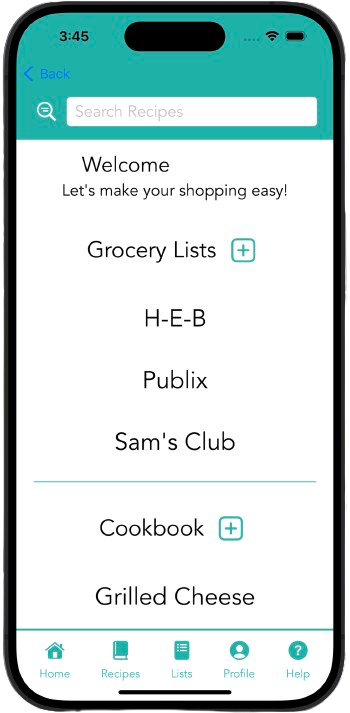 3:45
Back
Search Recipes
Welcome
Let's make your shopping easy!
Grocery Lists
H-E-B
Publix
Sam's Club
Cookbook
Grilled Cheese
Home Recipes Lists Profile Help